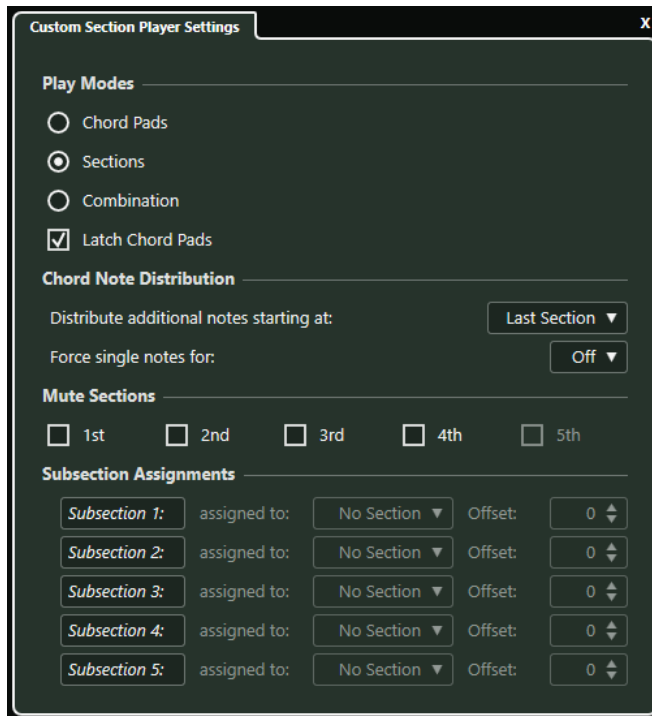 Custom Section Player Settings X
Play Modes
Chord Pads
Sections
Combination
Latch Chord Pads
Chord Note Distribution
Distribute additional notes starting at: Last Section
Force single notes for: Off
Mute Sections
1st 2nd 3rd 4th 5th
Subsection Assignments
Subsection 1: assigned to: No Section Offset: 0
Subsection 2: assigned to: No Section Offset: 0
Subsection 3: assigned to: No Section Offset: 0
Subsection 4: assigned to: No Section Offset: 0
Subsection 5: assigned to: No Section Offset: 0